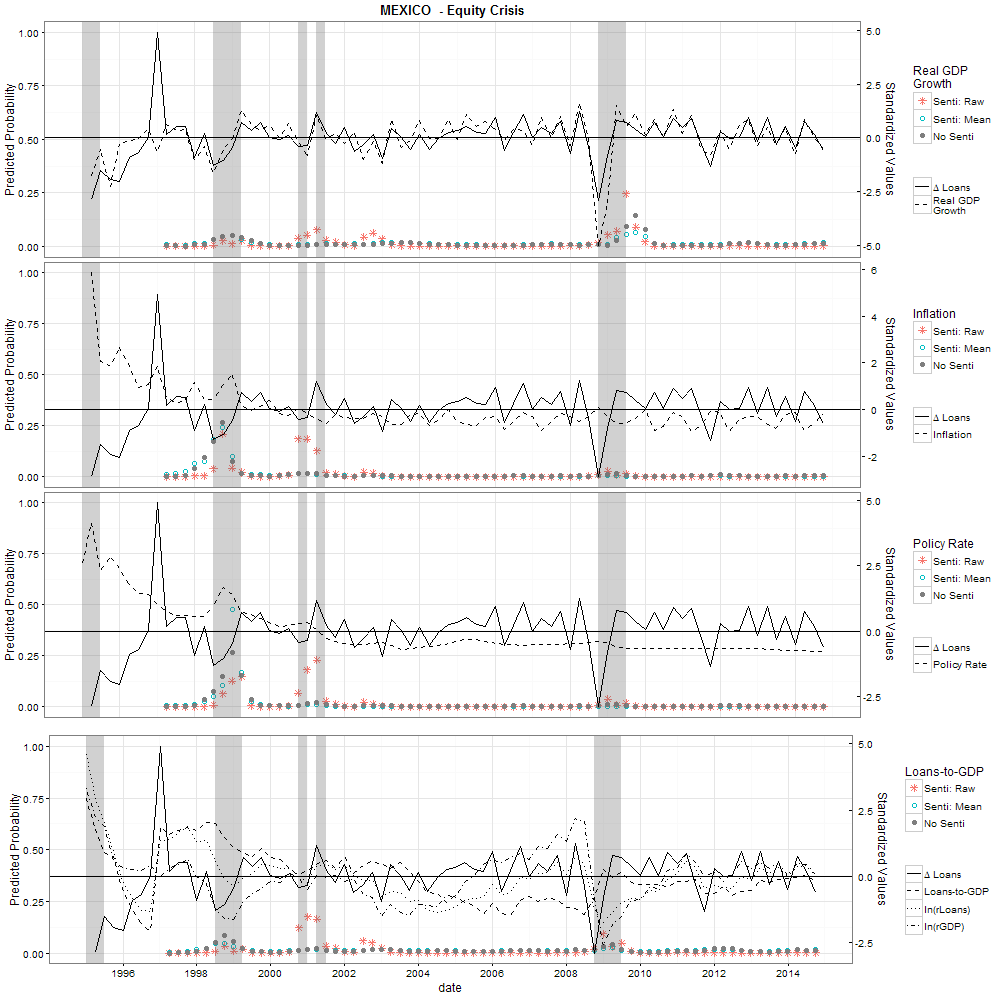 MEXICO - Equity Crisis
1.00
0.75
0.50
0.25
0.00
Predicted Probability
5.0
2.5
0.0
-2.5
-5.0
Standardized Values
Real GDP
Growth
Senti: Raw
Senti: Mean
No Senti
Δ Loans
Real GDP
Growth
1.00
0.75
0.50
0.25
0.00
Predicted Probability
6
4
2
0
-2
Standardized Values
Inflation
Senti: Raw
Senti: Mean
No Senti
Δ Loans
Inflation
1.00
0.75
0.50
0.25
0.00
Predicted Probability
5.0
2.5
0.0
-2.5
Standardized Values
Policy Rate
Senti: Raw
Senti: Mean
No Senti
Δ Loans
Policy Rate
1.00
0.75
0.50
0.25
0.00
Predicted Probability
5.0
2.5
0.0
-2.5
Standardized Values
Loans-to-GDP
Senti: Raw
Senti: Mean
No Senti
Δ Loans
Loans-to-GDP
ln(rLoans)
ln(rGDP)
1996 1998 2000 2002 2004 2006 2008 2010 2012 2014
date